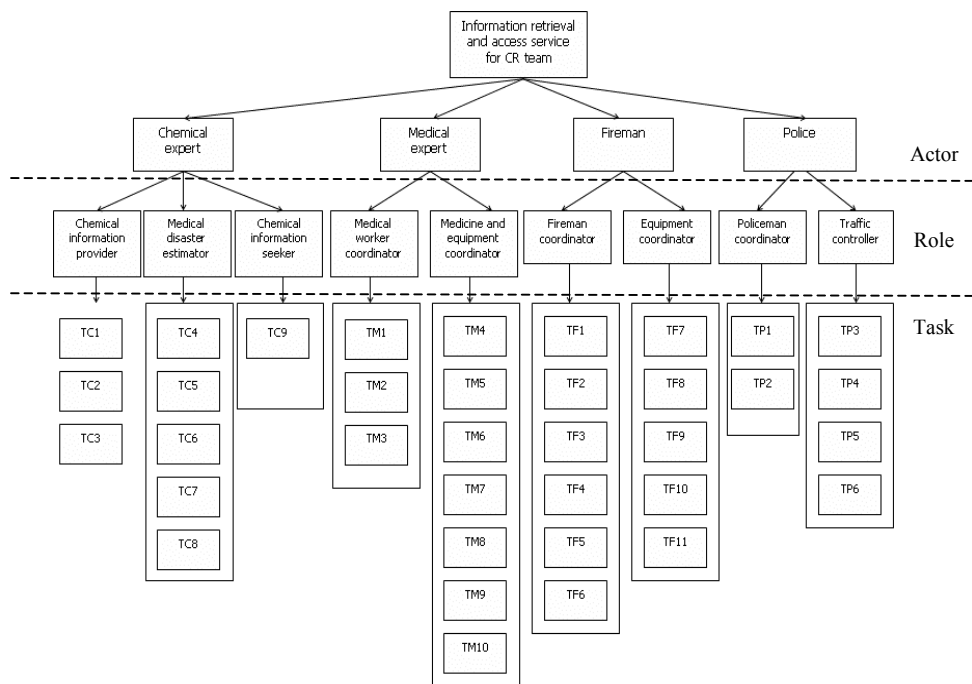 Information retrieval
and access service
for CR team
Chemical
expert
Medical
expert
Fireman
Police
Actor
Chemical
information
provider
Medical
disaster
estimator
Chemical
information
seeker
Medical
worker
coordinator
Medicine and
equipment
coordinator
Fireman
coordinator
Equipment
coordinator
Policeman
coordinator
Traffic
controller
Role
Task
TC1
TC2
TC3
TC4
TC5
TC6
TC7
TC8
TC9
TM1
TM2
TM3
TM4
TM5
TM6
TM7
TM8
TM9
TM10
TF1
TF2
TF3
TF4
TF5
TF6
TF7
TF8
TF9
TF10
TF11
TP1
TP2
TP3
TP4
TP5
TP6